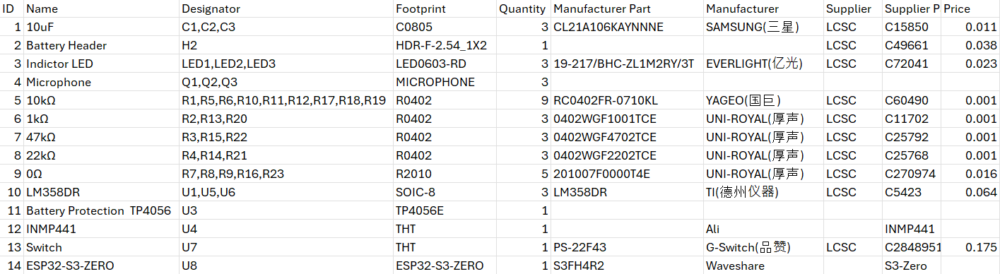 ID Name Designator Footprint Quantity Manufacturer Part Manufacturer Supplier Supplier P Price
1 10uF C1,C2,C3 C0805 3 CL21A106KAYNNNE SAMSUNG(三星) LCSC C15850 0.011
2 Battery Header H2 HDR-F-2.54_1X2 1 LCSC C49661 0.038
3 Indictor LED LED1,LED2,LED3 LED0603-RD 3 19-217/BHC-ZL1M2RY/3T EVERLIGHT(亿光) LCSC C72041 0.023
4 Microphone Q1,Q2,Q3 MICROPHONE 3
5 10kΩ R1,R5,R6,R10,R11,R12,R17,R18,R19 R0402 9 RC0402FR-0710KL YAGEO(国巨) LCSC C60490 0.001
6 1kΩ R2,R13,R20 R0402 3 0402WGF1001TCE UNI-ROYAL(厚声) LCSC C11702 0.001
7 47kΩ R3,R15,R22 R0402 3 0402WGF4702TCE UNI-ROYAL(厚声) LCSC C25792 0.001
8 22kΩ R4,R14,R21 R0402 3 0402WGF2202TCE UNI-ROYAL(厚声) LCSC C25768 0.001
9 0Ω R7,R8,R9,R16,R23 R2010 5 201007F0000T4E UNI-ROYAL(厚声) LCSC C270974 0.016
10 LM358DR U1,U5,U6 SOIC-8 3 LM358DR TI(德州仪器) LCSC C5423 0.064
11 Battery Protection  TP4056 U3 TP4056E 1
12 INMP441 U4 THT 1 Ali INMP441
13 Switch U7 THT 1 PS-22F43 G-Switch(品赞) LCSC C2848951 0.175
14 ESP32-S3-ZERO U8 ESP32-S3-ZERO 1 S3FH4R2 Waveshare S3-Zero